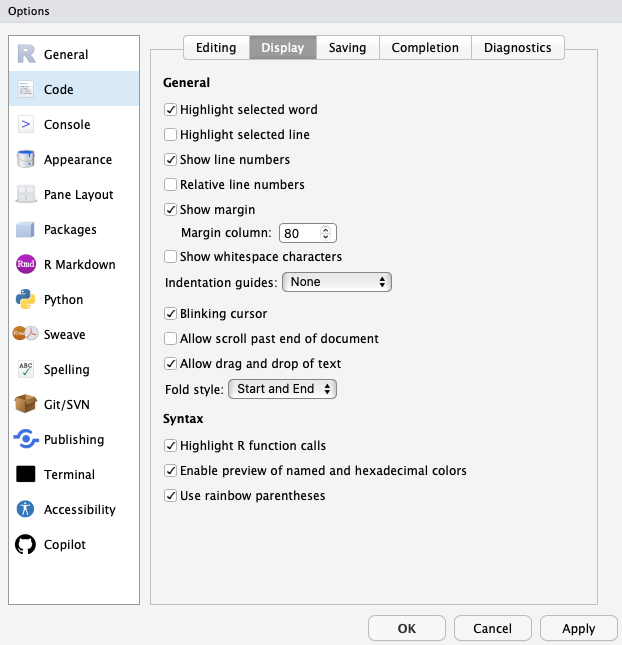 Options
General
Code
Console
Appearance
Pane Layout
Packages
Rmd R Markdown
Python
Sweave
ABC Spelling
Git/SVN
Publishing
Terminal
Accessibility
Copilot
Editing Display Saving Completion Diagnostics
General
Highlight selected word
Highlight selected line
Show line numbers
Relative line numbers
Show margin
Margin column: 80
Show whitespace characters
Indentation guides: None
Blinking cursor
Allow scroll past end of document
Allow drag and drop of text
Fold style: Start and End
Syntax
Highlight R function calls
Enable preview of named and hexadecimal colors
Use rainbow parentheses
OK Cancel Apply